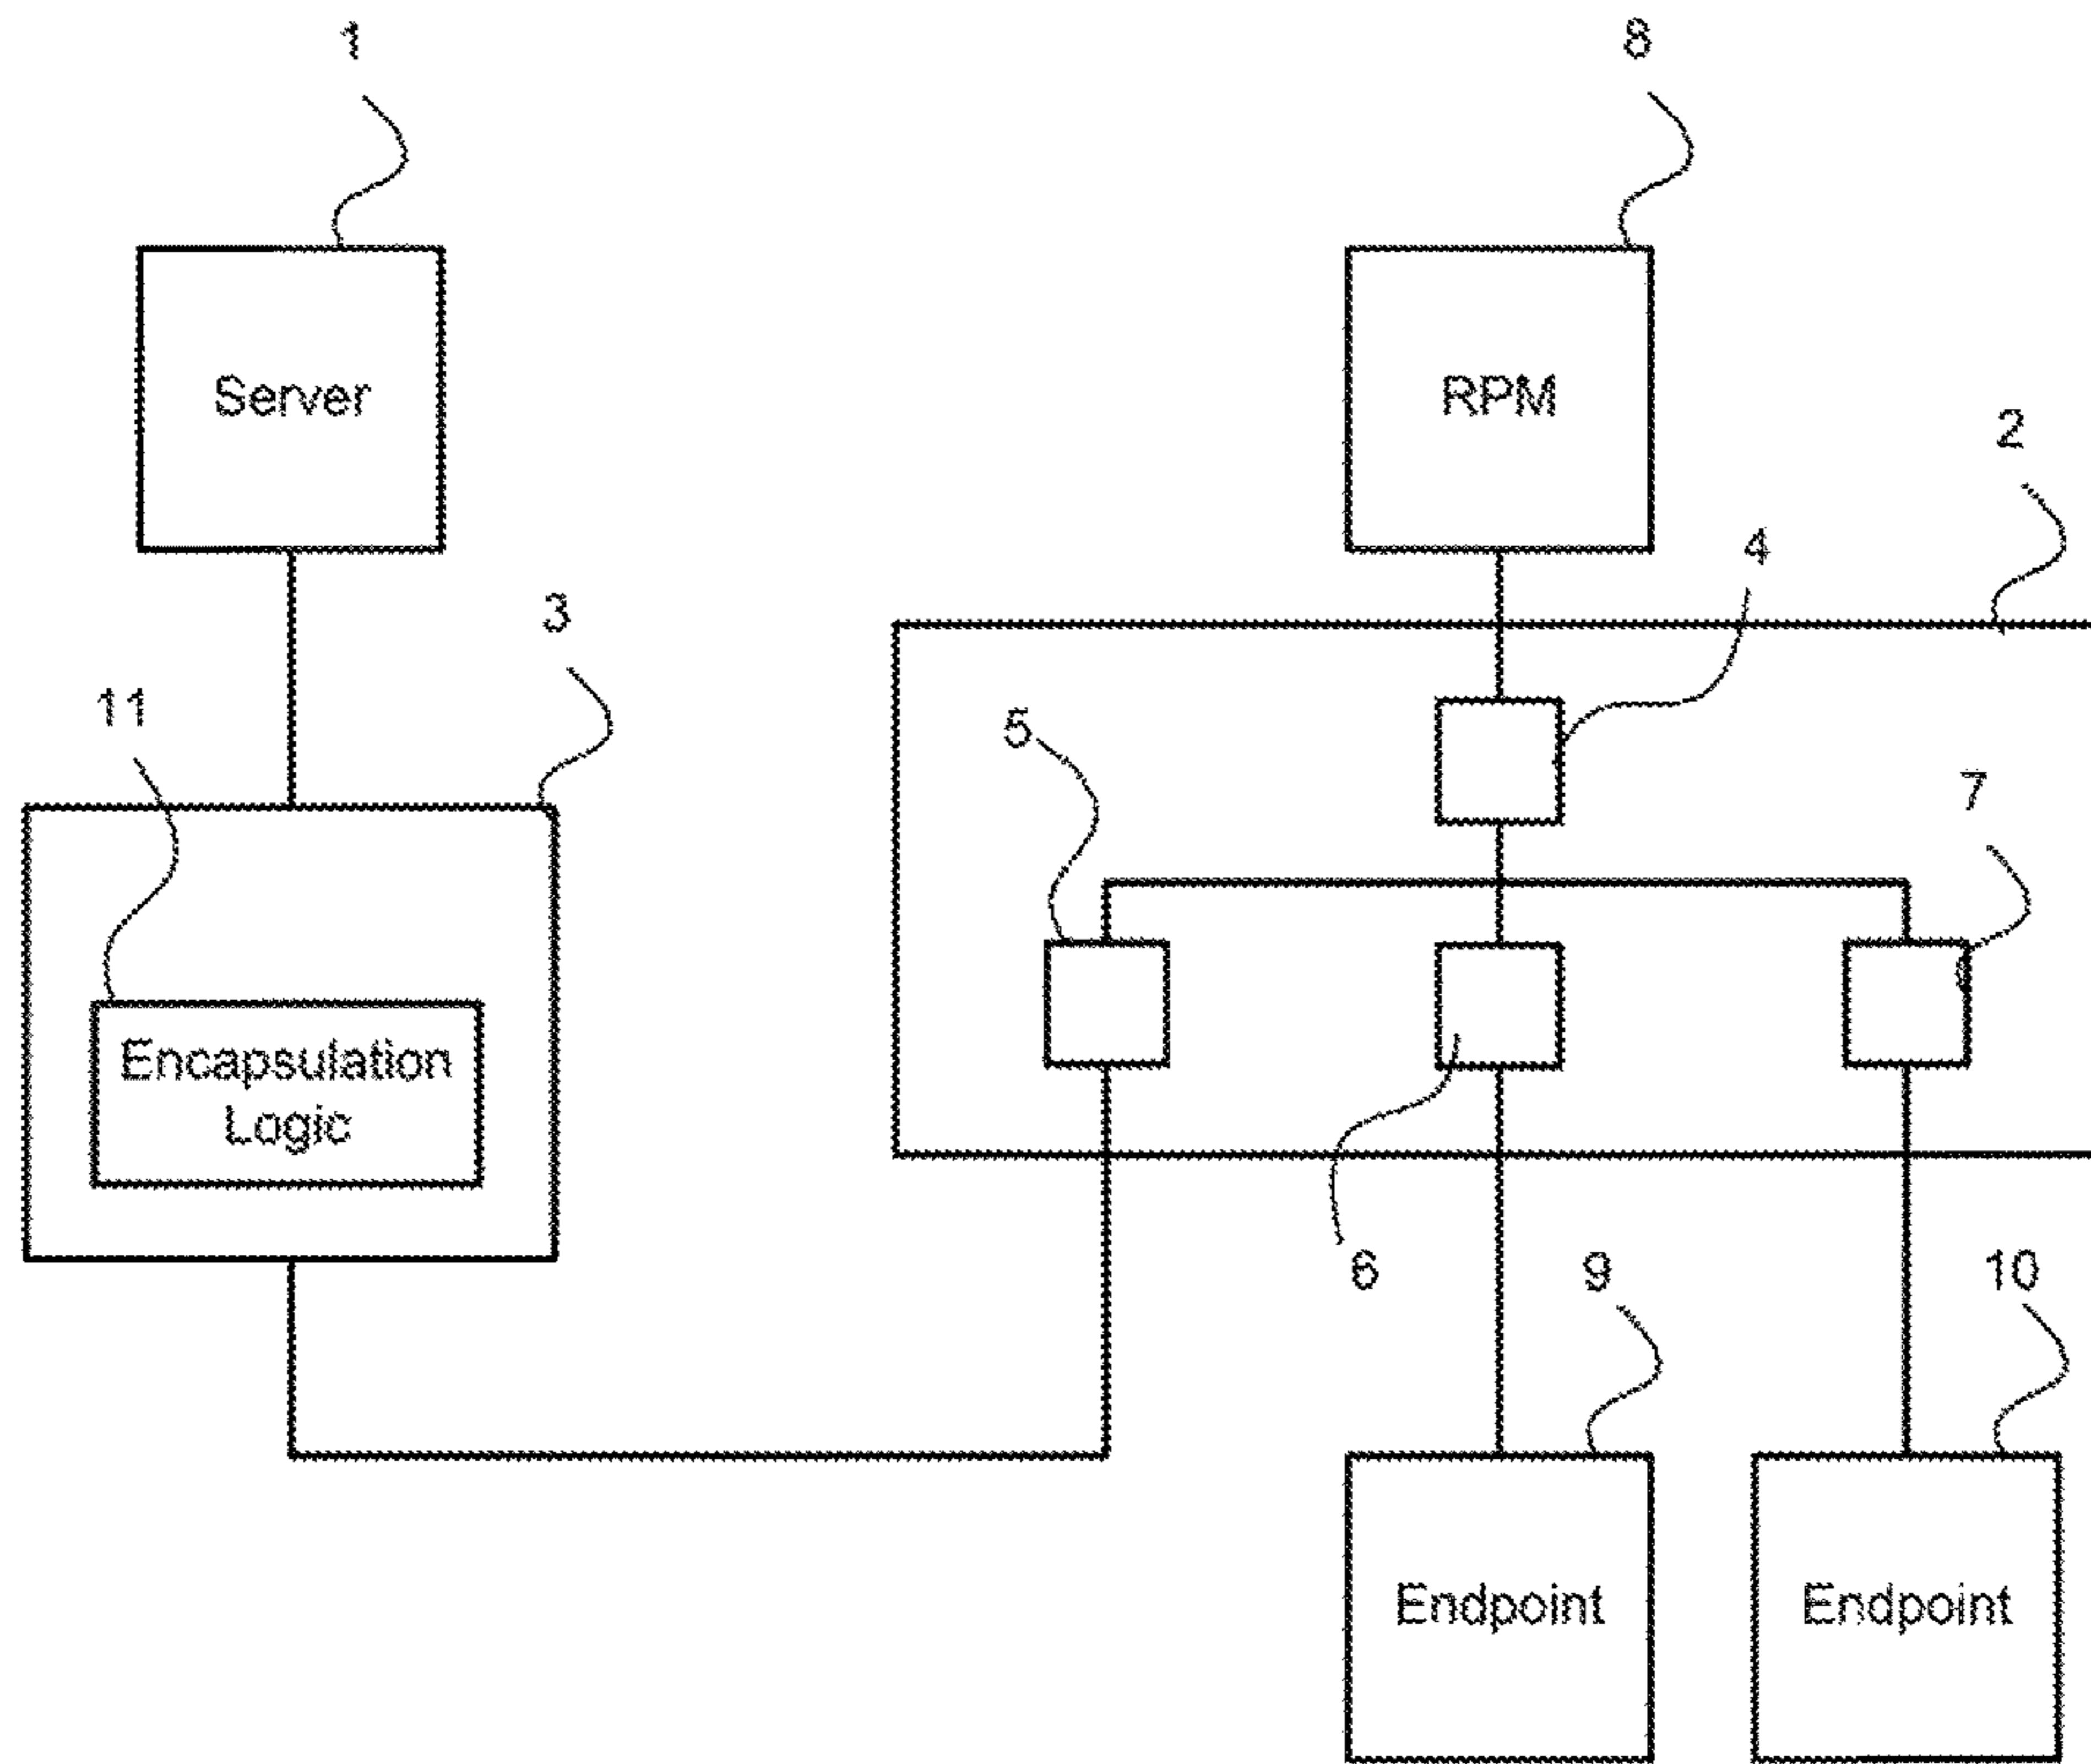 1
8
Server
RPM
2
4
3
11
5
7
Encapsulation
Logic
6
9
10
Endpoint
Endpoint